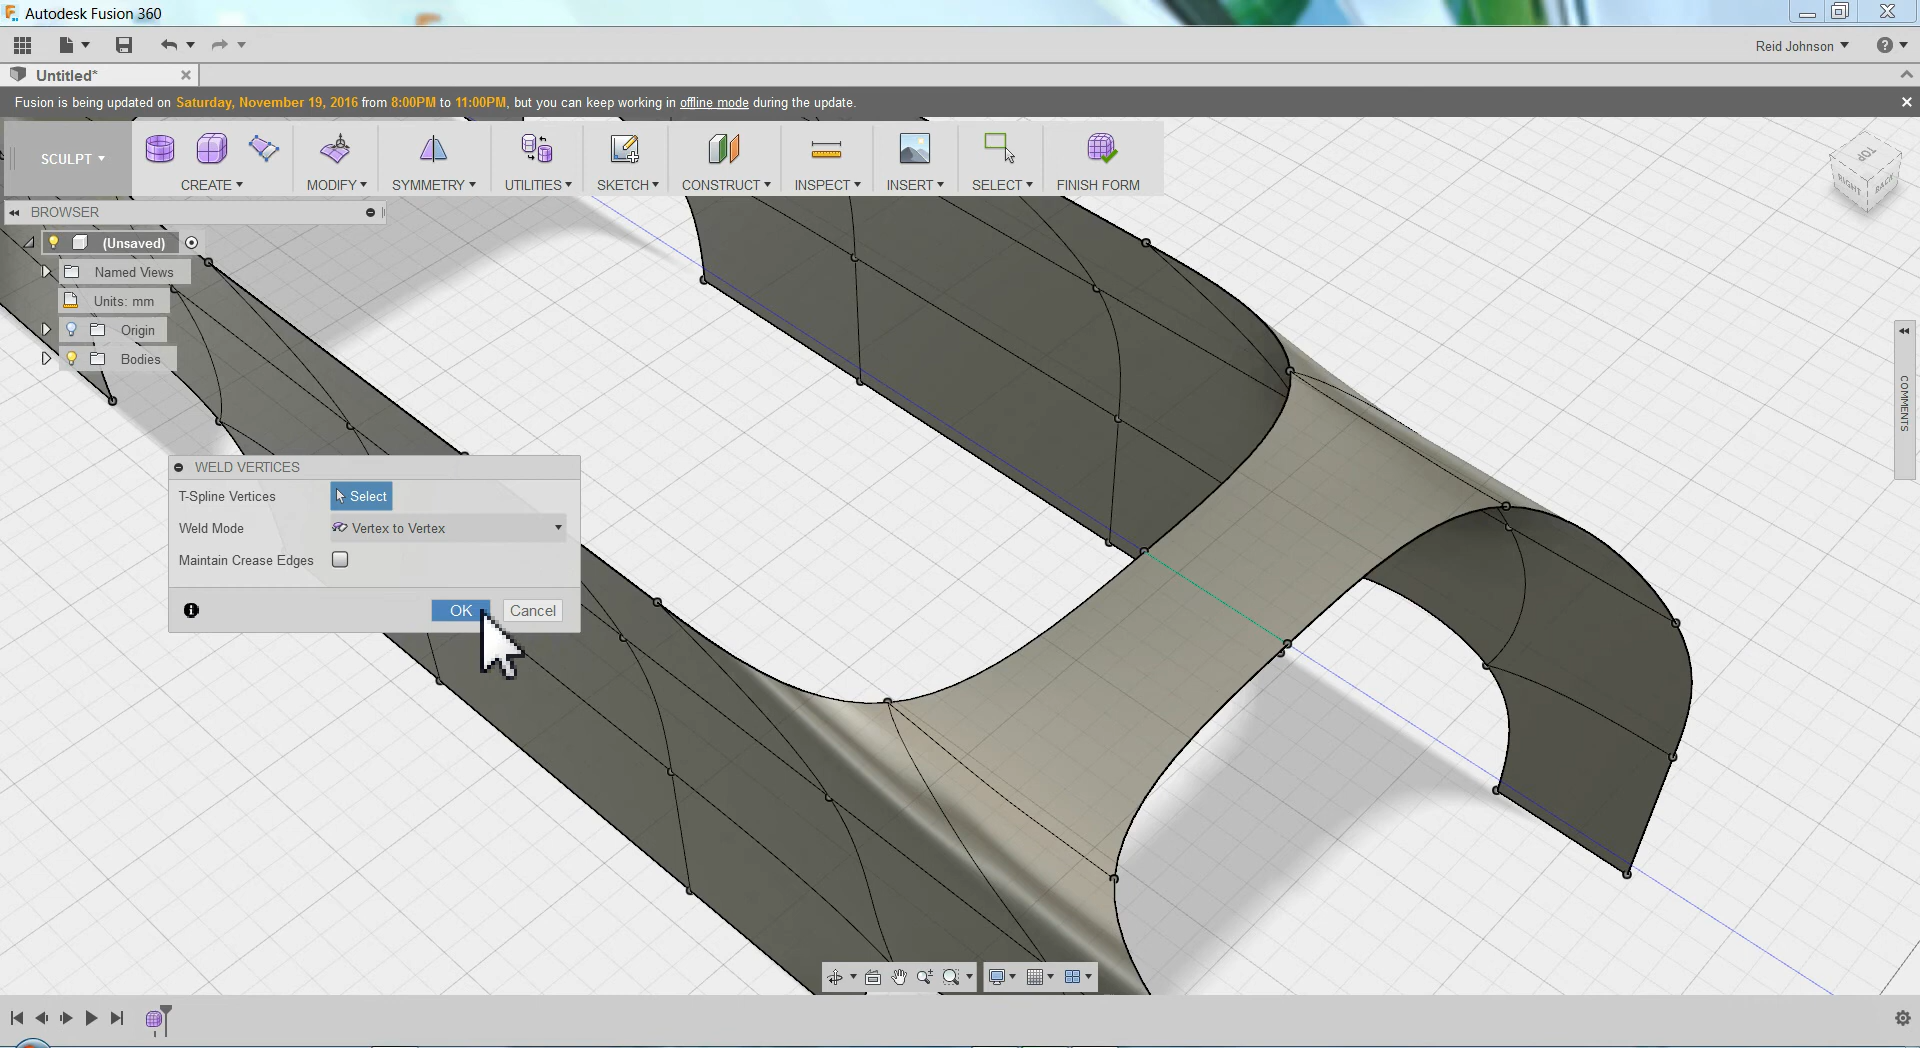 Autodesk Fusion 360
Reid Johnson
Untitled*
Fusion is being updated on Saturday, November 19, 2016 from 8:00PM to 11:00PM, but you can keep working in offline mode during the update.
SCULPT
CREATE MODIFY SYMMETRY UTILITIES SKETCH CONSTRUCT INSPECT INSERT SELECT FINISH FORM
TOP
RIGHT BACK
BROWSER
(Unsaved)
Named Views
Units: mm
Origin
Bodies
COMMENTS
WELD VERTICES
T-Spline Vertices Select
Weld Mode Vertex to Vertex
Maintain Crease Edges
OK Cancel